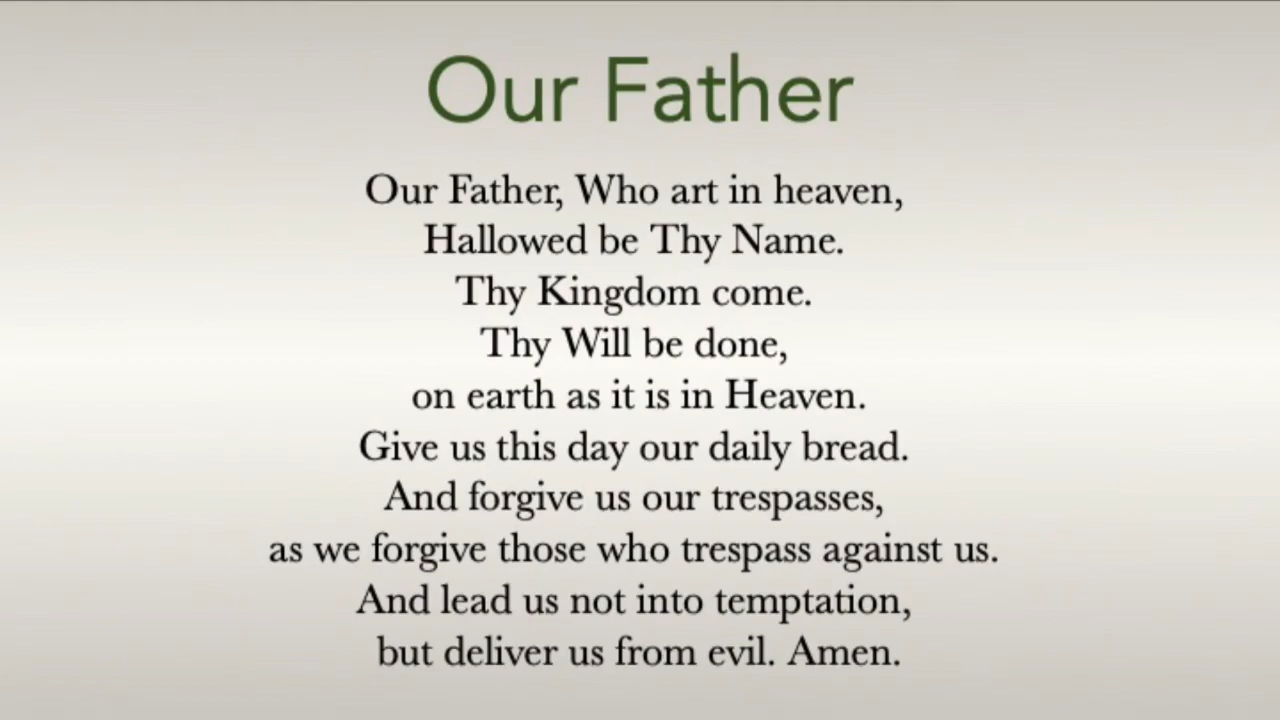 Our Father
Our Father, Who art in heaven,
Hallowed be Thy Name.
Thy Kingdom come.
Thy Will be done,
on earth as it is in Heaven.
Give us this day our daily bread.
And forgive us our trespasses,
as we forgive those who trespass against us.
And lead us not into temptation,
but deliver us from evil. Amen.